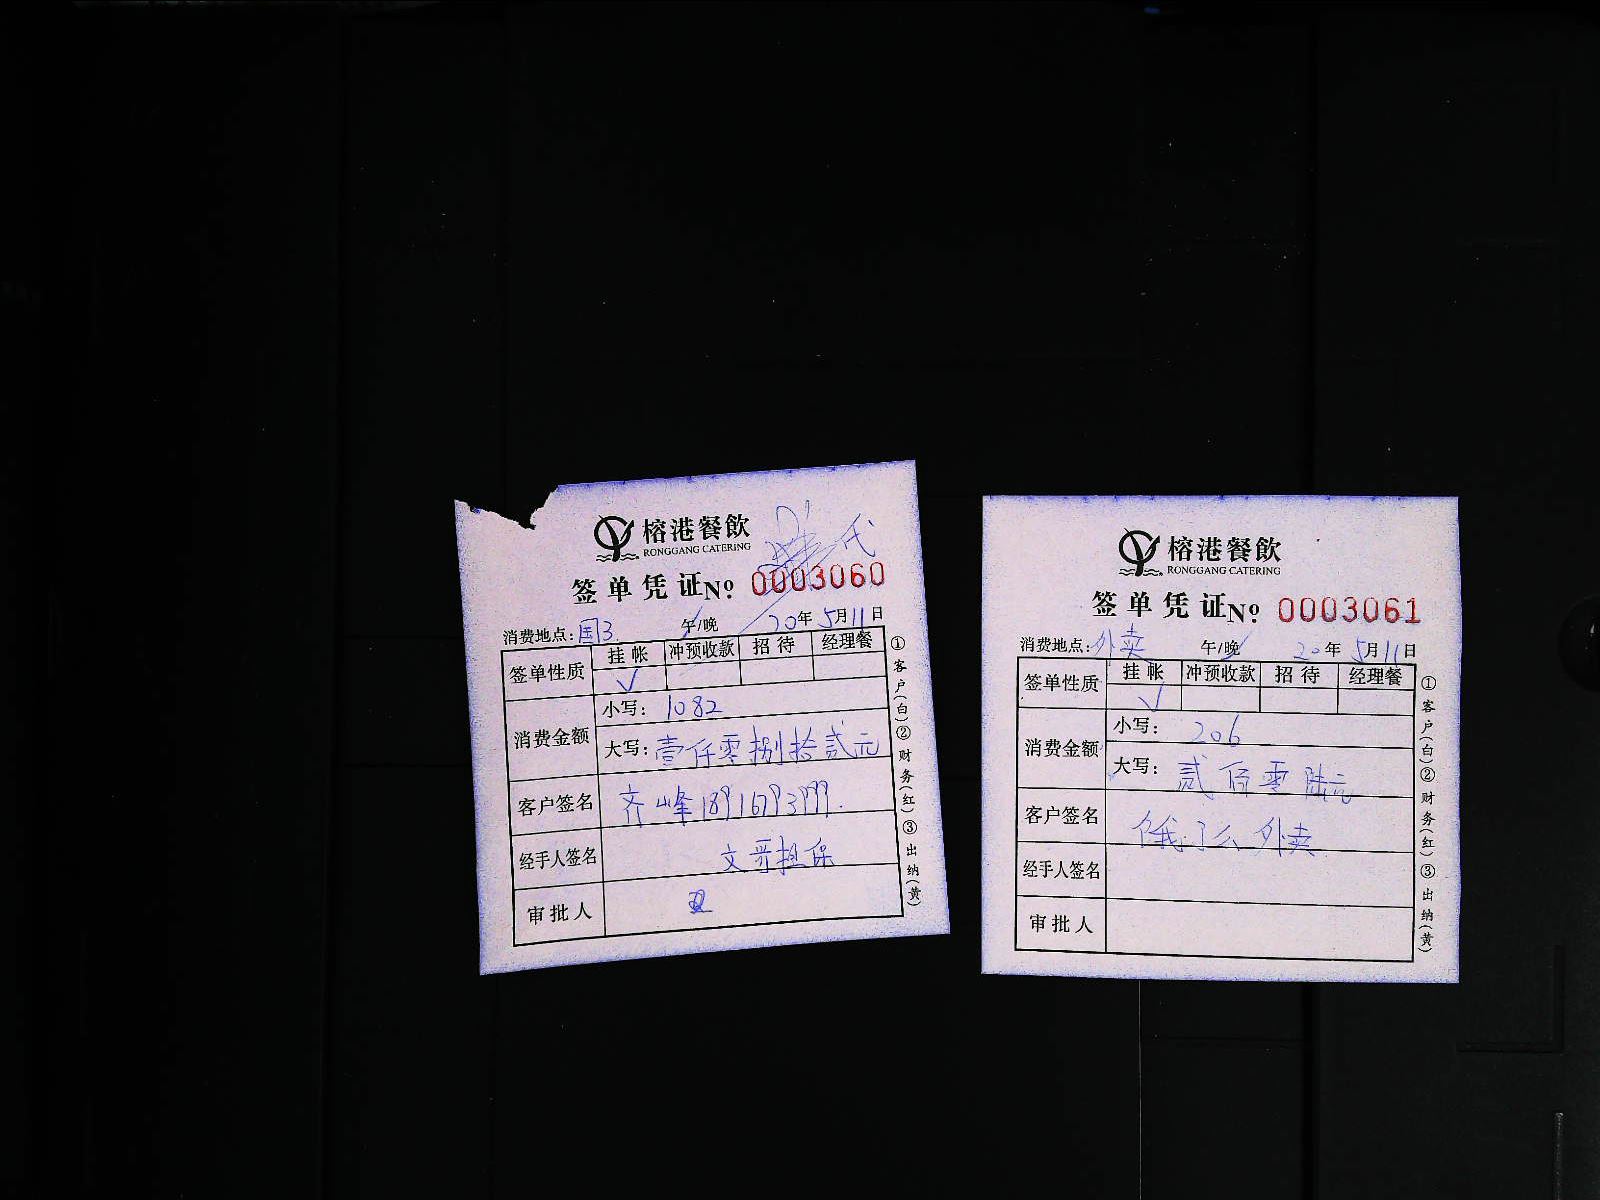 榕港餐飲
RONGGANG CATERING
代
签单凭证No 0003060
消费地点：国3 午/晚 20年5月11日
签单性质 挂帐 冲预收款 招待 经理餐
✓
消费金额 小写：1082
大写：壹仟零捌拾贰元
客户签名 齐峰
经手人签名 文哥担保
审批人
①客户（白）②财务（红）③出纳（黄）
榕港餐飲
RONGGANG CATERING
签单凭证No 0003061
消费地点：外卖 午/晚 20年5月11日
签单性质 挂帐 冲预收款 招待 经理餐
✓
消费金额 小写：206
大写：贰佰零陆元
客户签名 饿了么外卖
经手人签名
审批人
①客户（白）②财务（红）③出纳（黄）